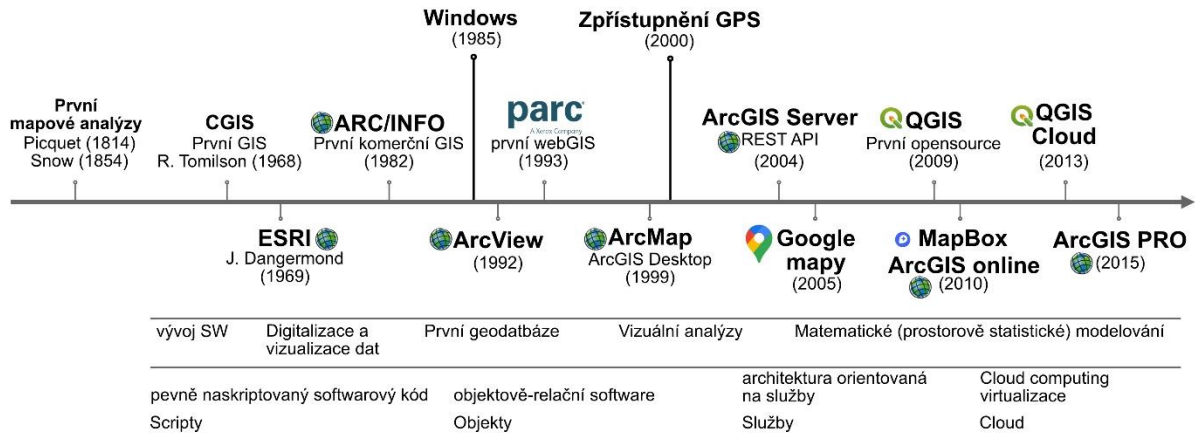 Windows
(1985)
Zpřístupnění GPS
(2000)
První
mapové analýzy
Picquet (1814)
Snow (1854)
CGIS
První GIS
R. Tomilson (1968)
ARC/INFO
První komerční GIS
(1982)
parc
A Xerox Company
první webGIS
(1993)
ArcGIS Server
REST API
(2004)
QGIS
První opensource
(2009)
QGIS
Cloud
(2013)
ESRI
J. Dangermond
(1969)
ArcView
(1992)
ArcMap
ArcGIS Desktop
(1999)
Google
mapy
(2005)
MapBox
ArcGIS online
(2010)
ArcGIS PRO
(2015)
vývoj SW
Digitalizace a
vizualizace dat
První geodatbáze
Vizuální analýzy
Matematické (prostorově statistické) modelování
pevně naskriptovaný softwarový kód
objektově-relační software
architektura orientovaná
na služby
Cloud computing
virtualizace
Scripty
Objekty
Služby
Cloud